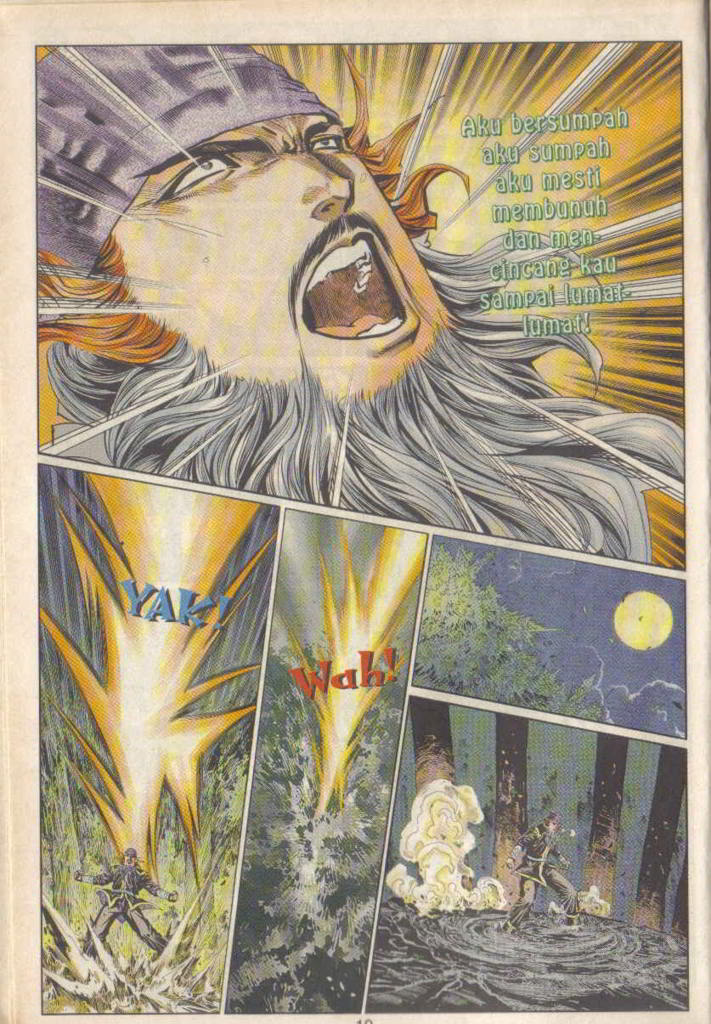 Aku bersumpah
aku sumpah
aku mesti
membunuh
dan men-
cincang kau
sampai lumat-
lumat!
YAK!
Wah!